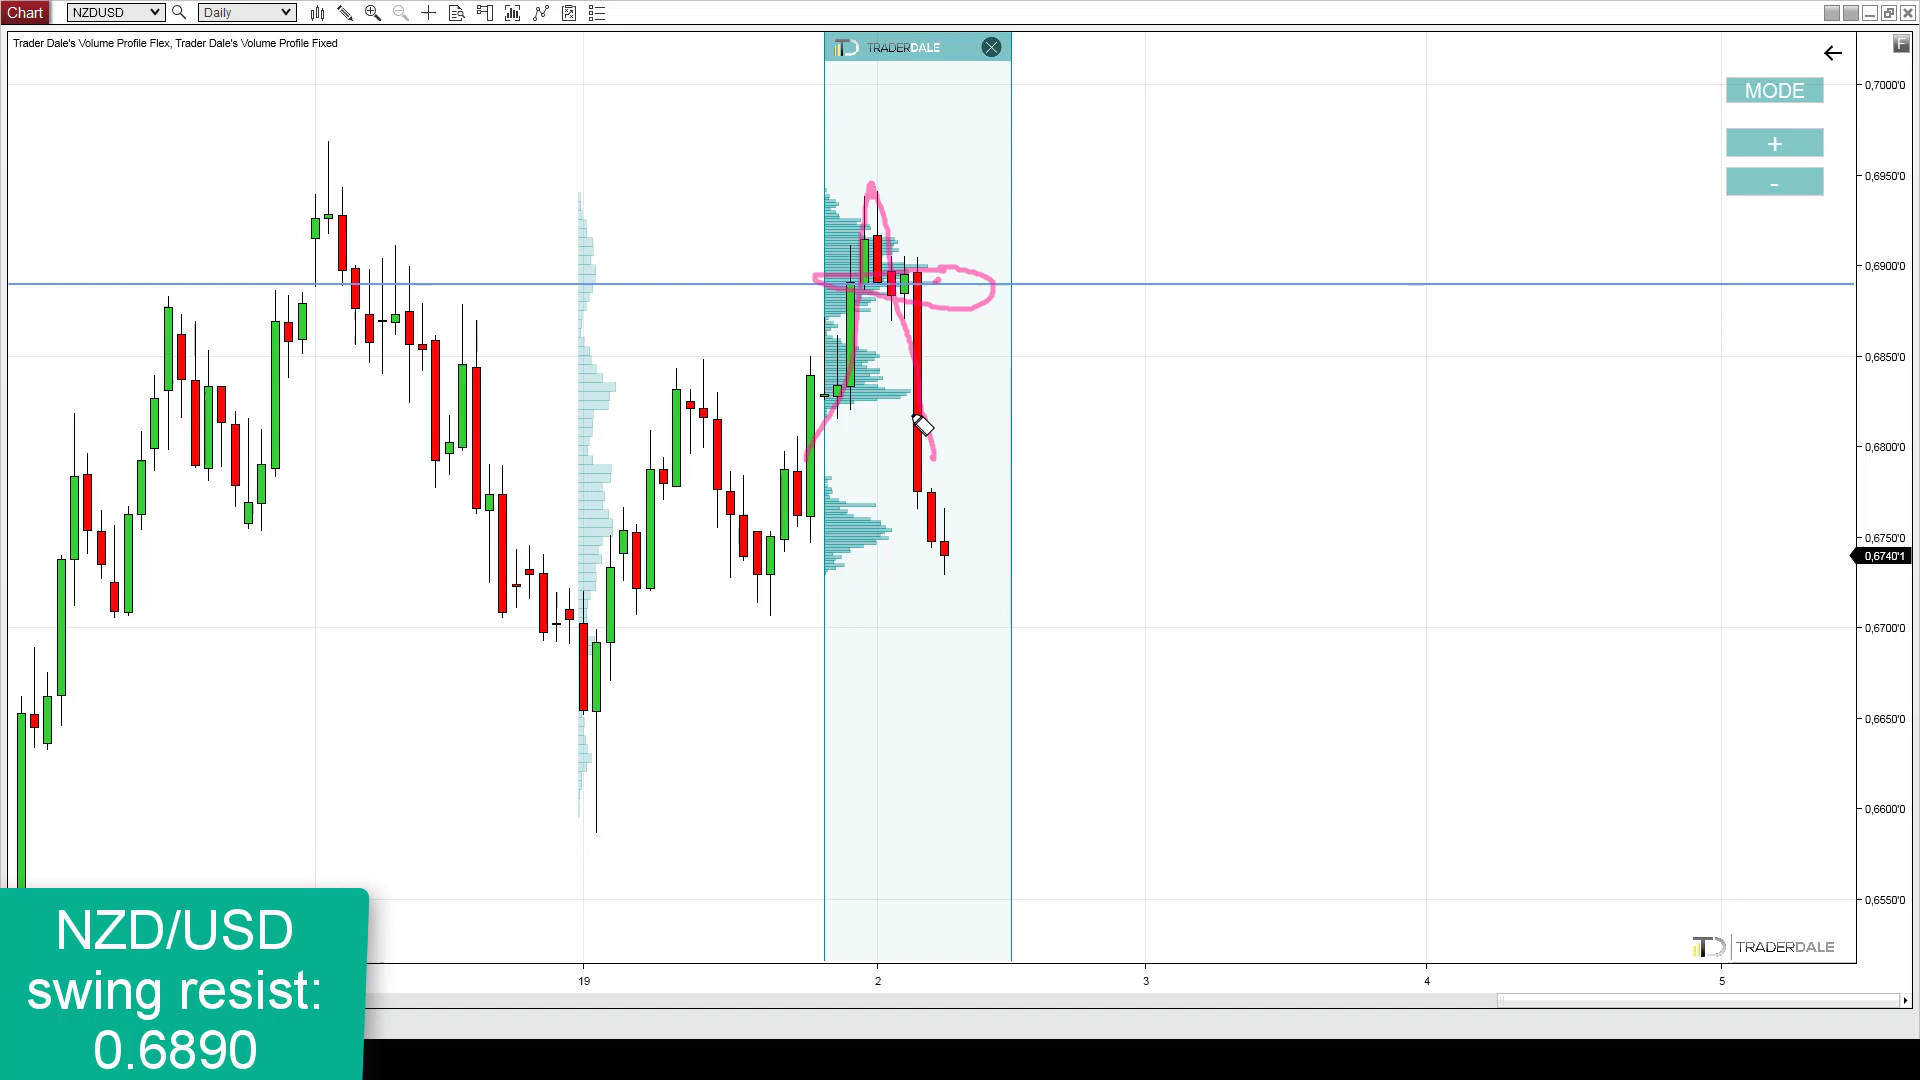 Chart NZDUSD Daily
Trader Dale's Volume Profile Flex, Trader Dale's Volume Profile Fixed
TRADERDALE
F
MODE
+
-
0,7000'0
0,6950'0
0,6900'0
0,6850'0
0,6800'0
0,6750'0
0,6740'1
0,6700'0
0,6650'0
0,6600'0
0,6550'0
TRADERDALE
19 2 3 4 5
NZD/USD
swing resist:
0.6890